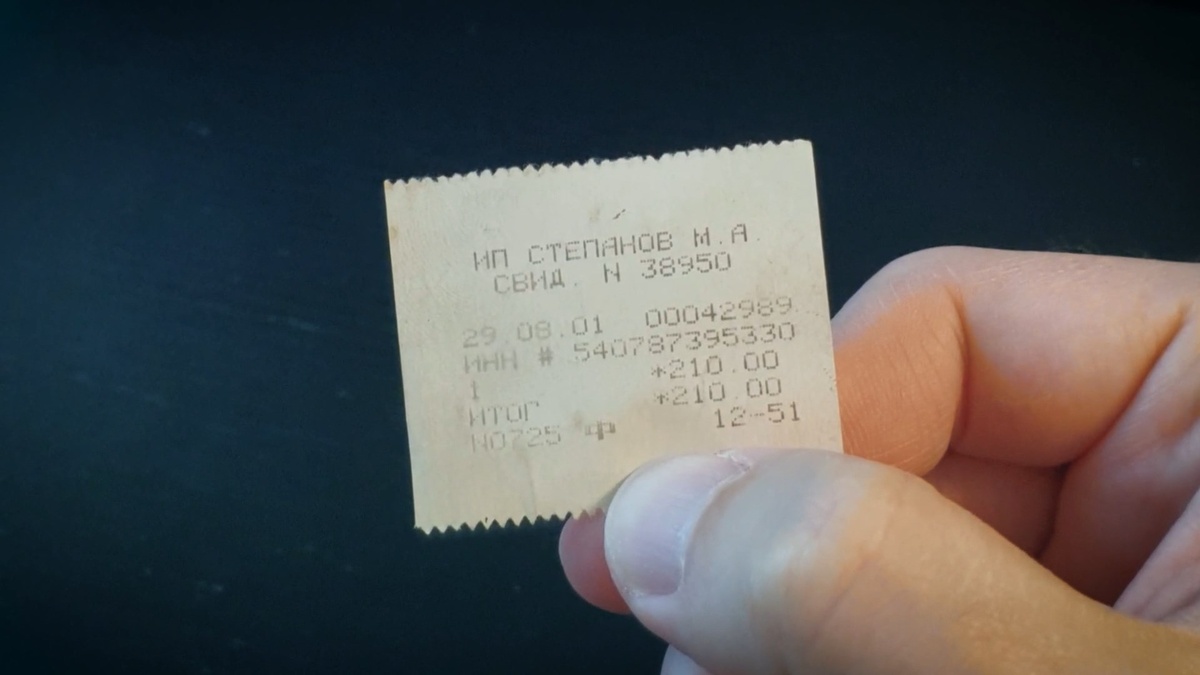 ИП СТЕПАНОВ М.А.
СВИД. N 38950
29.08.01 00042989
ИНН # 540787395330
1 *210.00
ИТОГ *210.00
N0725 Ф 12-51